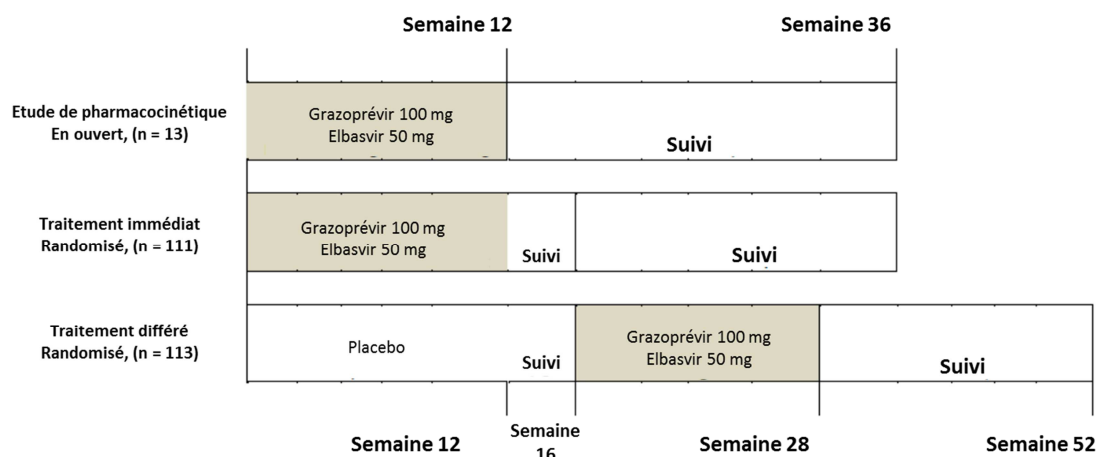 Semaine 12
Semaine 36
Etude de pharmacocinétique
En ouvert, (n = 13)
Grazoprévir 100 mg
Elbasvir 50 mg
Suivi
Traitement immédiat
Randomisé, (n = 111)
Grazoprévir 100 mg
Elbasvir 50 mg
Suivi
Suivi
Traitement différé
Randomisé, (n = 113)
Placebo
Suivi
Grazoprévir 100 mg
Elbasvir 50 mg
Suivi
Semaine 12
Semaine
16
Semaine 28
Semaine 52